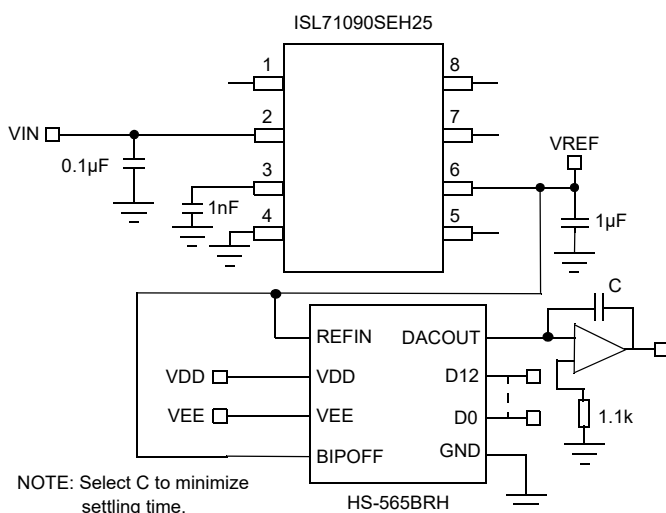 ISL71090SEH25
1
8
VIN
2
7
VREF
0.1µF
3
6
1nF
1µF
4
5
C
REFIN
DACOUT
VDD
VDD
D12
VEE
VEE
D0
1.1k
BIPOFF
GND
NOTE: Select C to minimize
settling time.
HS-565BRH